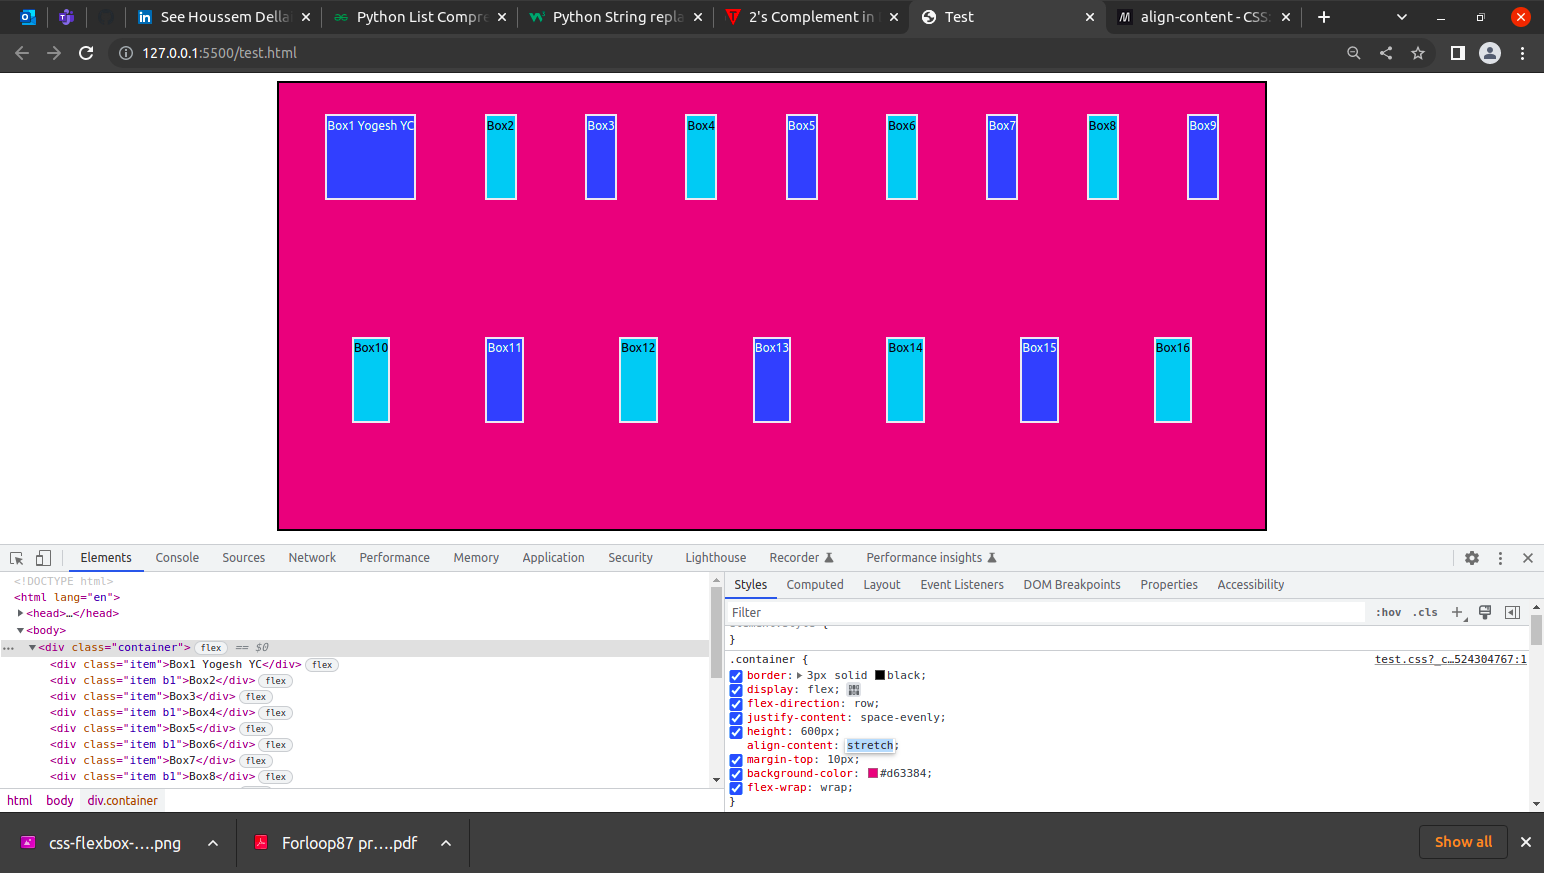 See Houssem Della
Python List Compre
Python String repla
2's Complement in
Test
align-content - CSS:
127.0.0.1:5500/test.html
Box1 Yogesh YC
Box2
Box3
Box4
Box5
Box6
Box7
Box8
Box9
Box10
Box11
Box12
Box13
Box14
Box15
Box16
Elements
Console
Sources
Network
Performance
Memory
Application
Security
Lighthouse
Recorder
Performance insights
<!DOCTYPE html>
<html lang="en">
<head>…</head>
<body>
<div class="container"> flex == $0
<div class="item">Box1 Yogesh YC</div> flex
<div class="item b1">Box2</div> flex
<div class="item">Box3</div> flex
<div class="item b1">Box4</div> flex
<div class="item">Box5</div> flex
<div class="item b1">Box6</div> flex
<div class="item">Box7</div> flex
<div class="item b1">Box8</div> flex
html body div.container
Styles
Computed
Layout
Event Listeners
DOM Breakpoints
Properties
Accessibility
Filter
:hov .cls
}
.container {
test.css?_c…524304767:1
border: 3px solid black;
display: flex;
flex-direction: row;
justify-content: space-evenly;
height: 600px;
align-content: stretch;
margin-top: 10px;
background-color: #d63384;
flex-wrap: wrap;
}
css-flexbox-….png
Forloop87 pr….pdf
Show all